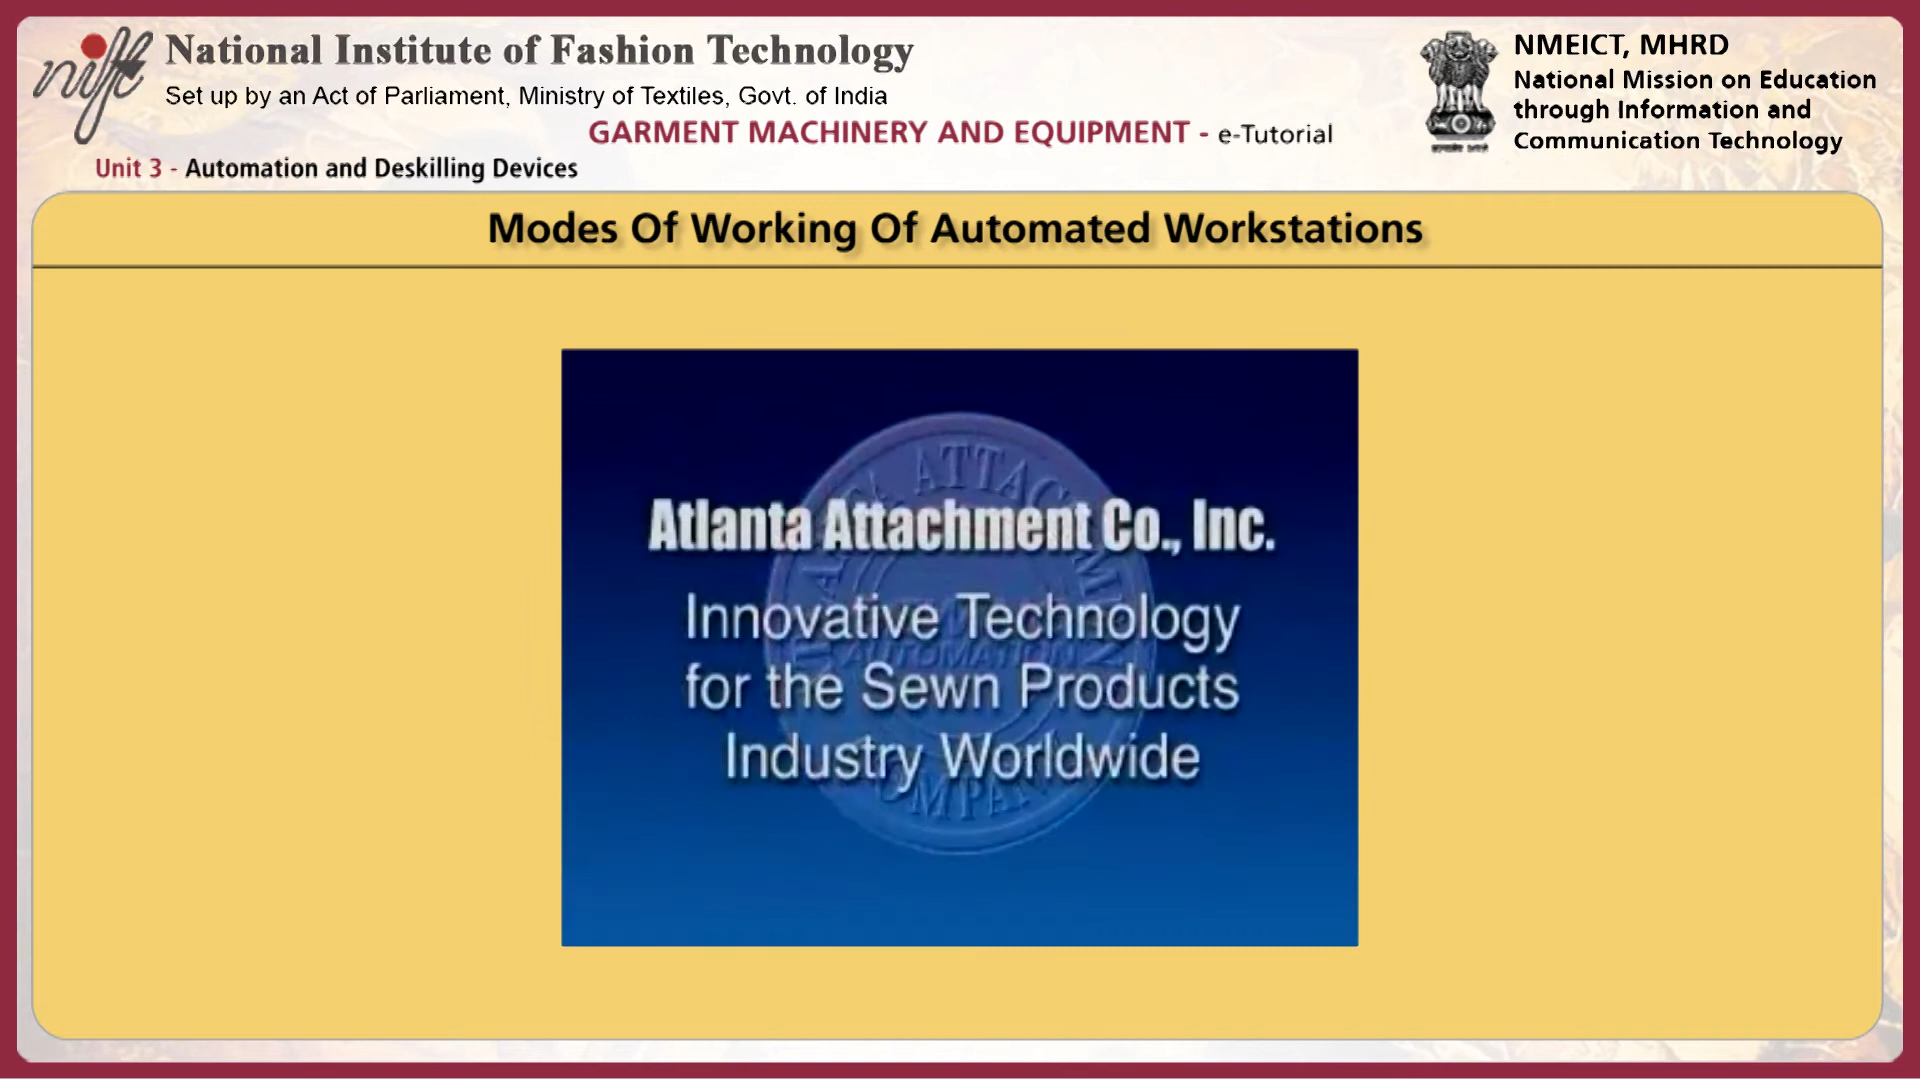 nift
National Institute of Fashion Technology
Set up by an Act of Parliament, Ministry of Textiles, Govt. of India
GARMENT MACHINERY AND EQUIPMENT - e-Tutorial
Unit 3 - Automation and Deskilling Devices
NMEICT, MHRD
National Mission on Education
through Information and
Communication Technology
Modes Of Working Of Automated Workstations
Atlanta Attachment Co., Inc.
Innovative Technology
for the Sewn Products
Industry Worldwide